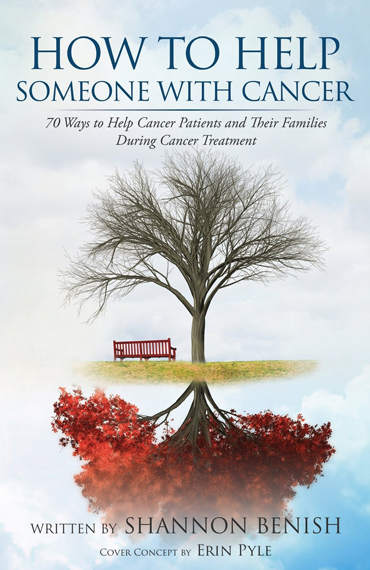 HOW TO HELP
SOMEONE WITH CANCER
70 Ways to Help Cancer Patients and Their Families
During Cancer Treatment
WRITTEN BY SHANNON BENISH
COVER CONCEPT BY ERIN PYLE